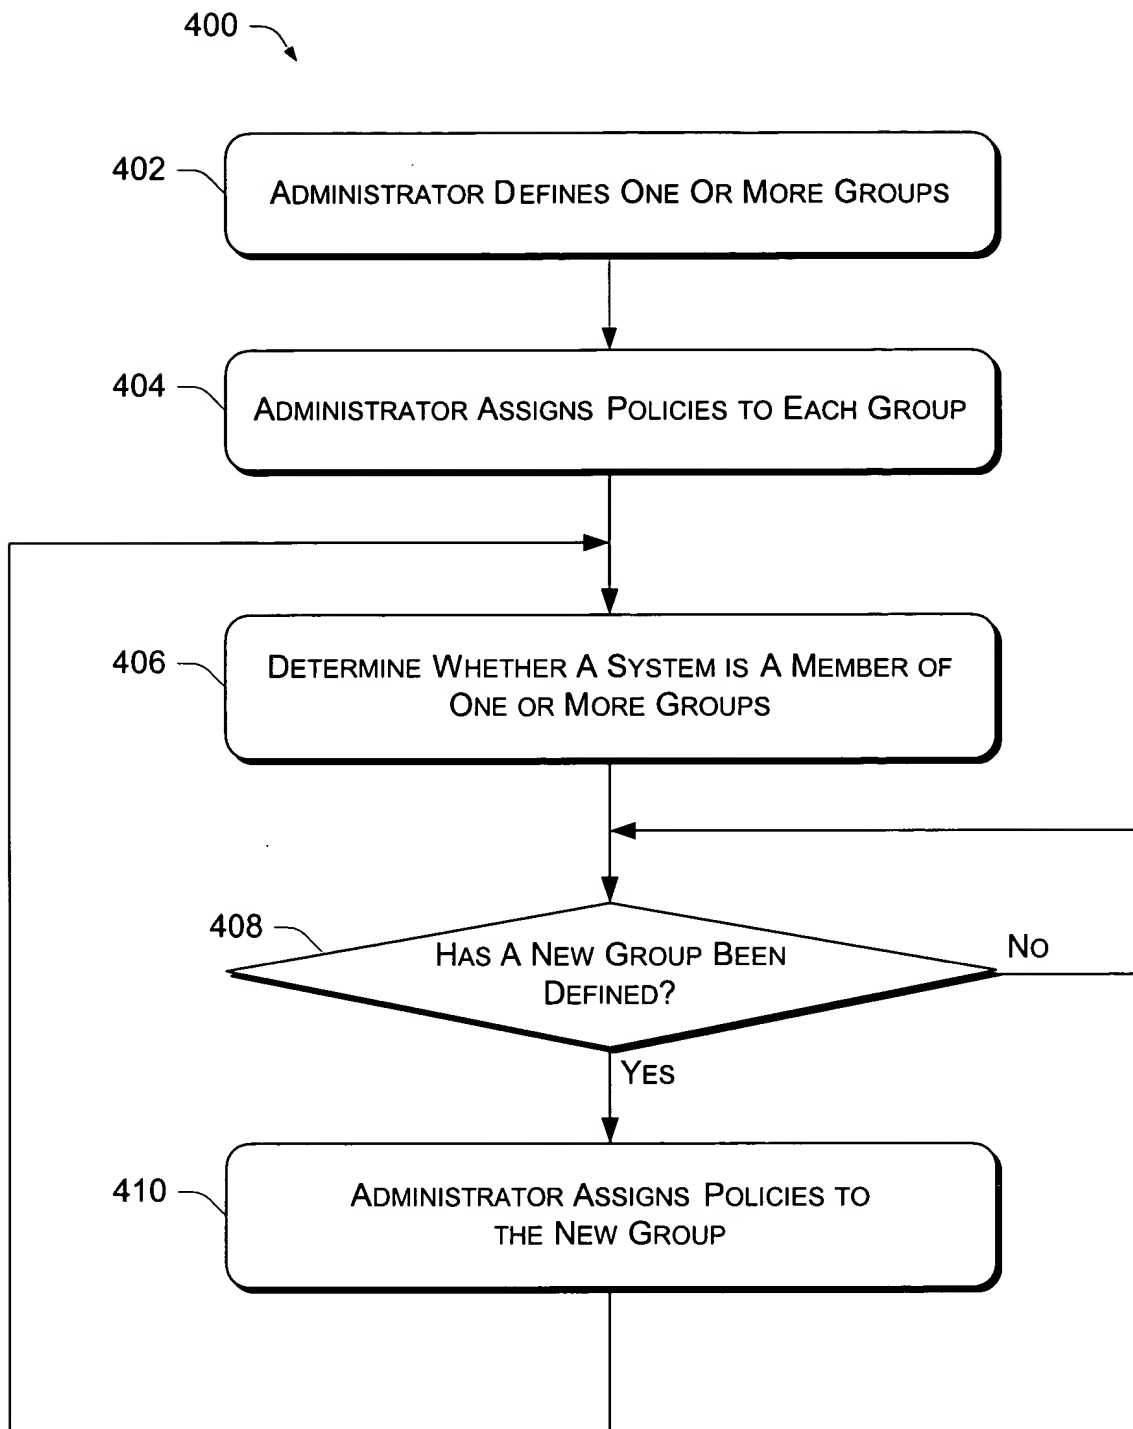 400
402
ADMINISTRATOR DEFINES ONE OR MORE GROUPS
404
ADMINISTRATOR ASSIGNS POLICIES TO EACH GROUP
406
DETERMINE WHETHER A SYSTEM IS A MEMBER OF
ONE OR MORE GROUPS
408
HAS A NEW GROUP BEEN
DEFINED?
NO
YES
410
ADMINISTRATOR ASSIGNS POLICIES TO
THE NEW GROUP